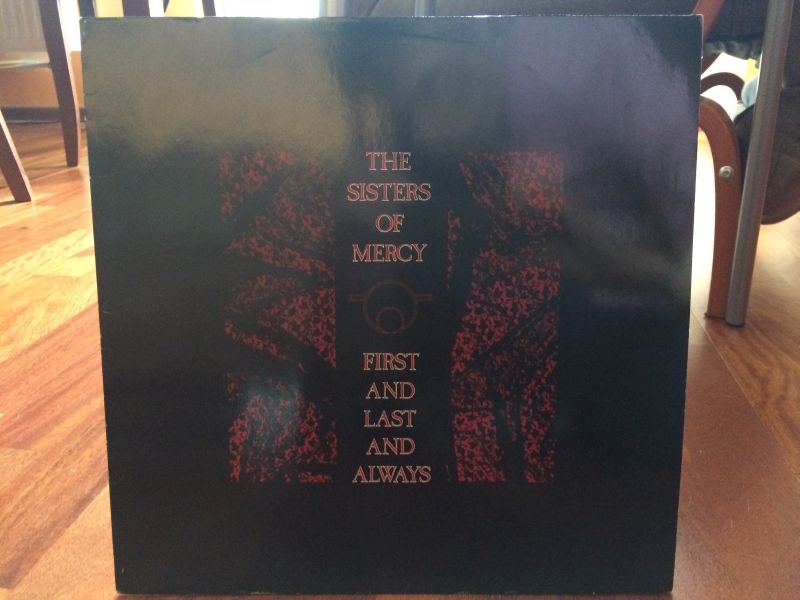 THE
SISTERS
OF
MERCY
FIRST
AND
LAST
AND
ALWAYS